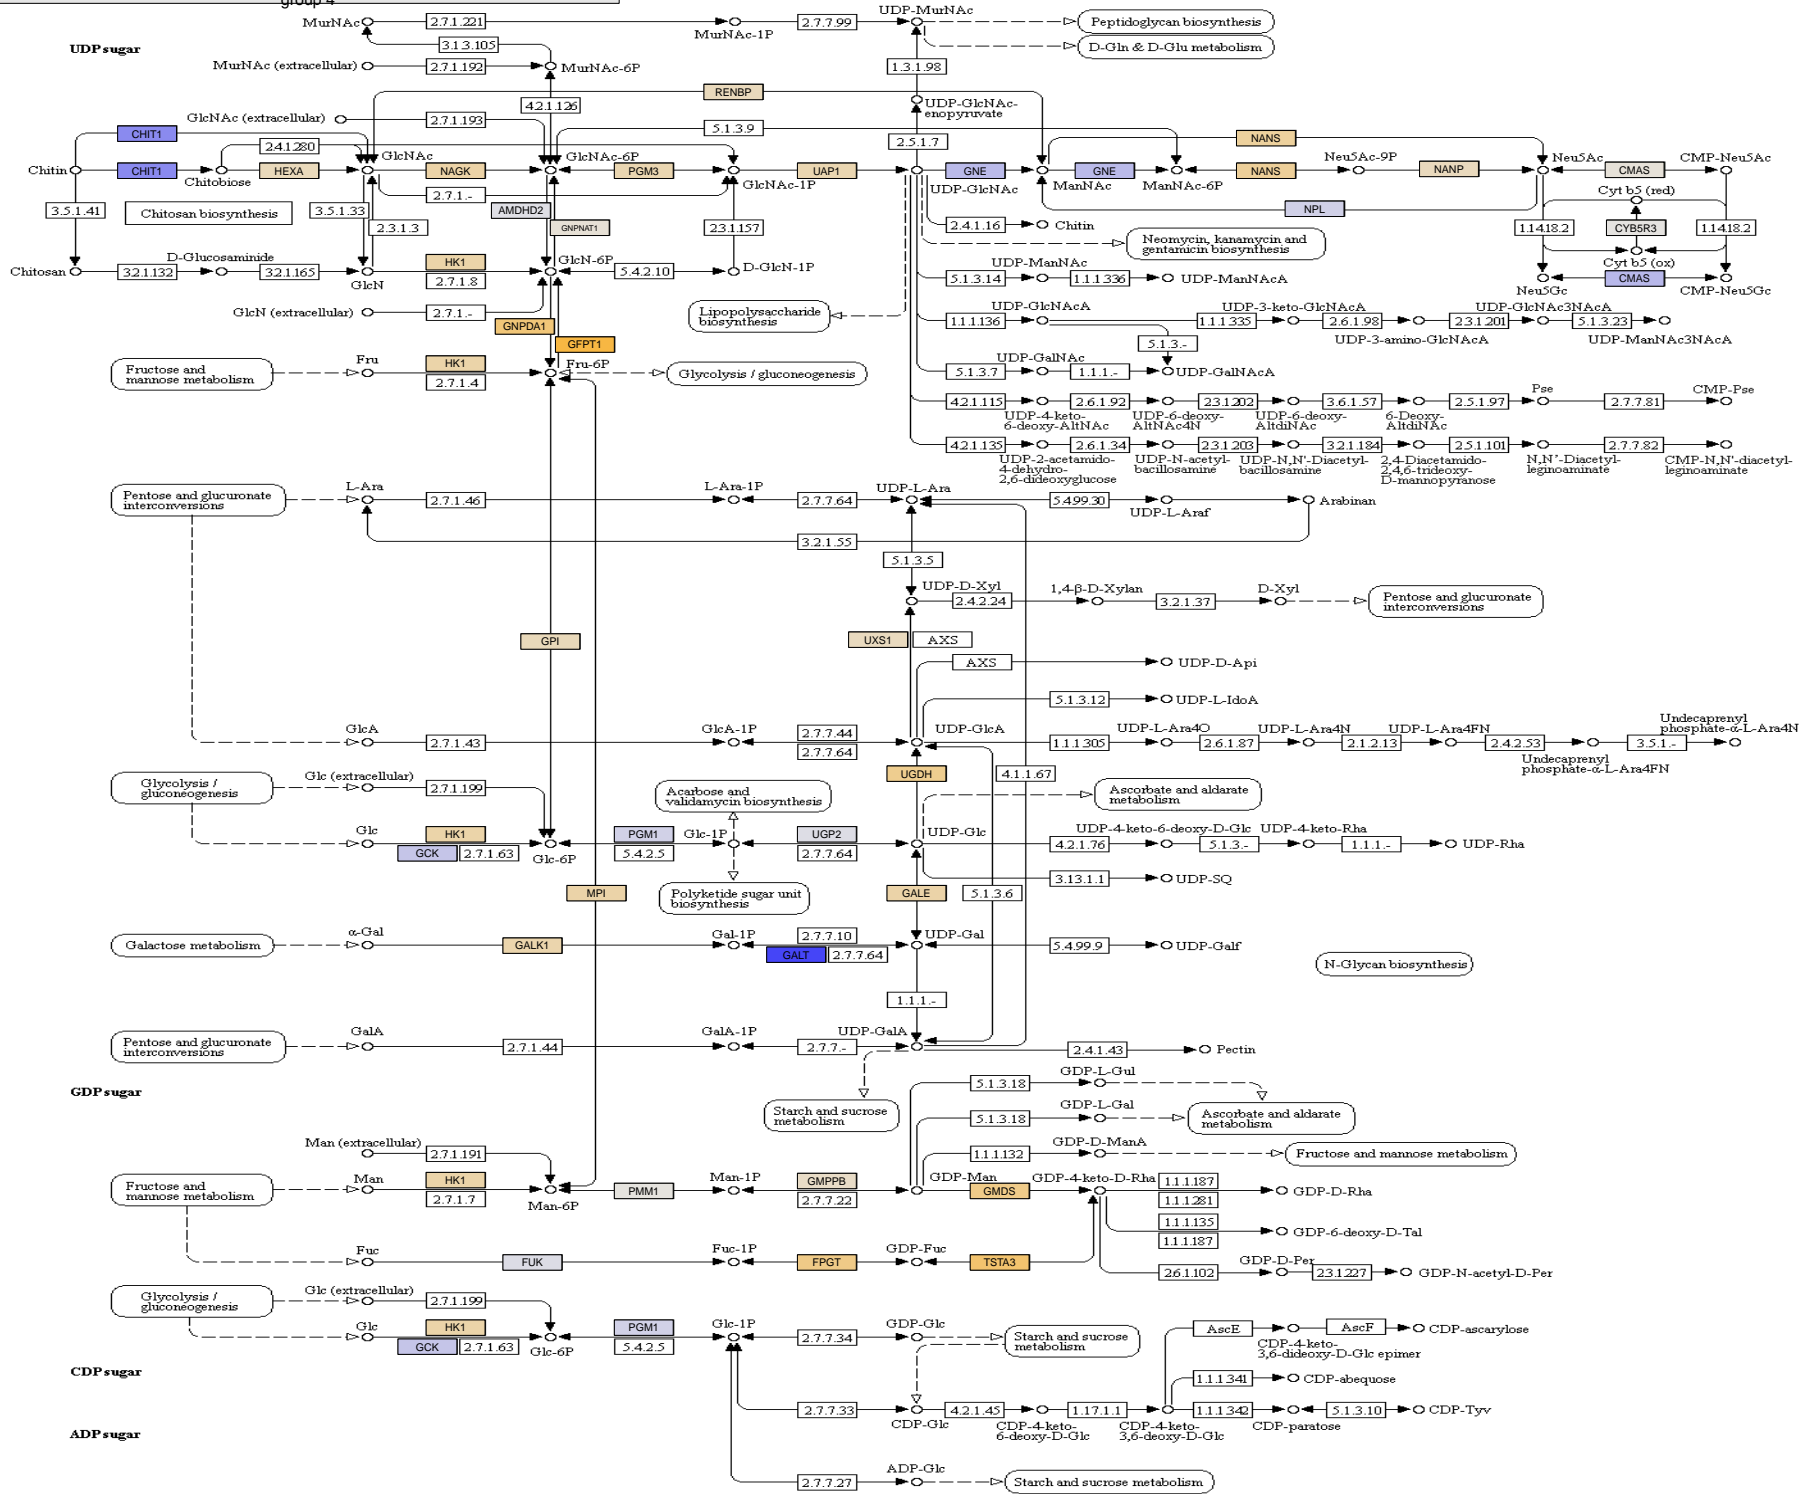 group 4
MurNAc
2.7.1.221
MurNAc-1P
2.7.7.99
UDP-MurNAc
Peptidoglycan biosynthesis
UDP sugar
3.1.3.105
D-Gln & D-Glu metabolism
MurNAc (extracellular)
2.7.1.192
MurNAc-6P
1.3.1.98
RENBP
4.2.1.126
UDP-GlcNAc-
enopyruvate
GlcNAc (extracellular)
2.7.1.193
5.1.3.9
CHIT1
2.4.1.280
GlcNAc
GlcNAc-6P
2.5.1.7
NANS
Neu5Ac-9P
Neu5Ac
CMP-Neu5Ac
Chitin
CHIT1
Chitobiose
HEXA
NAGK
PGM3
GlcNAc-1P
UAP1
UDP-GlcNAc
GNE
ManNAc
GNE
ManNAc-6P
NANS
NANP
CMAS
2.7.1.-
Cyt b5 (red)
3.5.1.41
Chitosan biosynthesis
3.5.1.33
2.3.1.3
AMDHD2
GNPNAT1
2.3.1.157
NPL
2.4.1.16
Chitin
1.14.18.2
CYB5R3
1.14.18.2
Neomycin, kanamycin and
gentamicin biosynthesis
Chitosan
3.2.1.132
D-Glucosaminide
3.2.1.165
GlcN
HK1
2.7.1.8
GlcN-6P
5.4.2.10
D-GlcN-1P
UDP-ManNAc
5.1.3.14
1.1.1.336
UDP-ManNAcA
Cyt b5 (ox)
Neu5Gc
CMAS
CMP-Neu5Gc
GlcN (extracellular)
2.7.1.-
Lipopolysaccharide
biosynthesis
UDP-GlcNAcA
1.1.1.136
UDP-3-keto-GlcNAcA
1.1.1.335
2.6.1.98
UDP-3-amino-GlcNAcA
UDP-GlcNAc3NAcA
2.3.1.201
5.1.3.23
UDP-ManNAc3NAcA
GNPDA1
GFPT1
5.1.3.-
Fructose and
mannose metabolism
Fru
HK1
2.7.1.4
Fru-6P
Glycolysis / gluconeogenesis
UDP-GalNAc
5.1.3.7
1.1.1.-
UDP-GalNAcA
4.2.1.115
UDP-4-keto-
6-deoxy-AltNAc
2.6.1.92
UDP-6-deoxy-
AltNAc4N
2.3.1.202
UDP-6-deoxy-
AltdiNAc
3.6.1.57
6-Deoxy-
AltdiNAc
2.5.1.97
Pse
2.7.7.81
CMP-Pse
4.2.1.135
UDP-2-acetamido-
4-dehydro-
2,6-dideoxyglucose
2.6.1.34
UDP-N-acetyl-
bacillosamine
2.3.1.203
UDP-N,N'-Diacetyl-
bacillosamine
3.2.1.184
2,4-Diacetamido-
2,4,6-trideoxy-
D-mannopyranose
2.5.1.101
N,N'-Diacetyl-
leginoaminate
2.7.7.82
CMP-N,N'-diacetyl-
leginoaminate
Pentose and glucuronate
interconversions
L-Ara
2.7.1.46
L-Ara-1P
2.7.7.64
UDP-L-Ara
5.4.99.30
UDP-L-Araf
Arabinan
3.2.1.55
5.1.3.5
UDP-D-Xyl
2.4.2.24
1,4-β-D-Xylan
3.2.1.37
D-Xyl
Pentose and glucuronate
interconversions
GPI
UXS1
AXS
AXS
UDP-D-Api
5.1.3.12
UDP-L-IdoA
GlcA
2.7.1.43
GlcA-1P
2.7.7.44
2.7.7.64
UDP-GlcA
1.1.1.305
UDP-L-Ara4O
2.6.1.87
UDP-L-Ara4N
2.1.2.13
UDP-L-Ara4FN
2.4.2.53
Undecaprenyl
phosphate-α-L-Ara4FN
3.5.1.-
Undecaprenyl
phosphate-α-L-Ara4N
UGDH
4.1.1.67
Glycolysis /
gluconeogenesis
Glc (extracellular)
2.7.1.199
Acarbose and
validamycin biosynthesis
Ascorbate and aldarate
metabolism
Glc
HK1
GCK
2.7.1.63
Glc-6P
PGM1
5.4.2.5
Glc-1P
UGP2
2.7.7.64
UDP-Glc
UDP-4-keto-6-deoxy-D-Glc
4.2.1.76
5.1.3.-
UDP-4-keto-Rha
1.1.1.-
UDP-Rha
3.13.1.1
UDP-SQ
MPI
Polyketide sugar unit
biosynthesis
GALE
5.1.3.6
Galactose metabolism
α-Gal
GALK1
Gal-1P
2.7.7.10
GALT
2.7.7.64
UDP-Gal
5.4.99.9
UDP-Galf
N-Glycan biosynthesis
1.1.1.-
Pentose and glucuronate
interconversions
GalA
2.7.1.44
GalA-1P
2.7.7.-
UDP-GalA
2.4.1.43
Pectin
GDP sugar
Starch and sucrose
metabolism
5.1.3.18
GDP-L-Gul
5.1.3.18
GDP-L-Gal
Ascorbate and aldarate
metabolism
Man (extracellular)
2.7.1.191
1.1.1.132
GDP-D-ManA
Fructose and mannose metabolism
Fructose and
mannose metabolism
Man
HK1
2.7.1.7
Man-6P
PMM1
Man-1P
GMPPB
2.7.7.22
GDP-Man
GMDS
GDP-4-keto-D-Rha
1.1.1.187
1.1.1.281
GDP-D-Rha
1.1.1.135
1.1.1.187
GDP-6-deoxy-D-Tal
Fuc
FUK
Fuc-1P
FPGT
GDP-Fuc
TSTA3
2.6.1.102
GDP-D-Per
2.3.1.227
GDP-N-acetyl-D-Per
Glycolysis /
gluconeogenesis
Glc (extracellular)
2.7.1.199
Glc
HK1
GCK
2.7.1.63
Glc-6P
PGM1
5.4.2.5
Glc-1P
2.7.7.34
GDP-Glc
Starch and sucrose
metabolism
AscE
CDP-4-keto-
3,6-dideoxy-D-Glc epimer
AscF
CDP-ascarylose
CDP sugar
1.1.1.341
CDP-abequose
2.7.7.33
CDP-Glc
4.2.1.45
CDP-4-keto-
6-deoxy-D-Glc
1.17.1.1
CDP-4-keto-
3,6-deoxy-D-Glc
1.1.1.342
CDP-paratose
5.1.3.10
CDP-Tyv
ADP sugar
2.7.7.27
ADP-Glc
Starch and sucrose metabolism